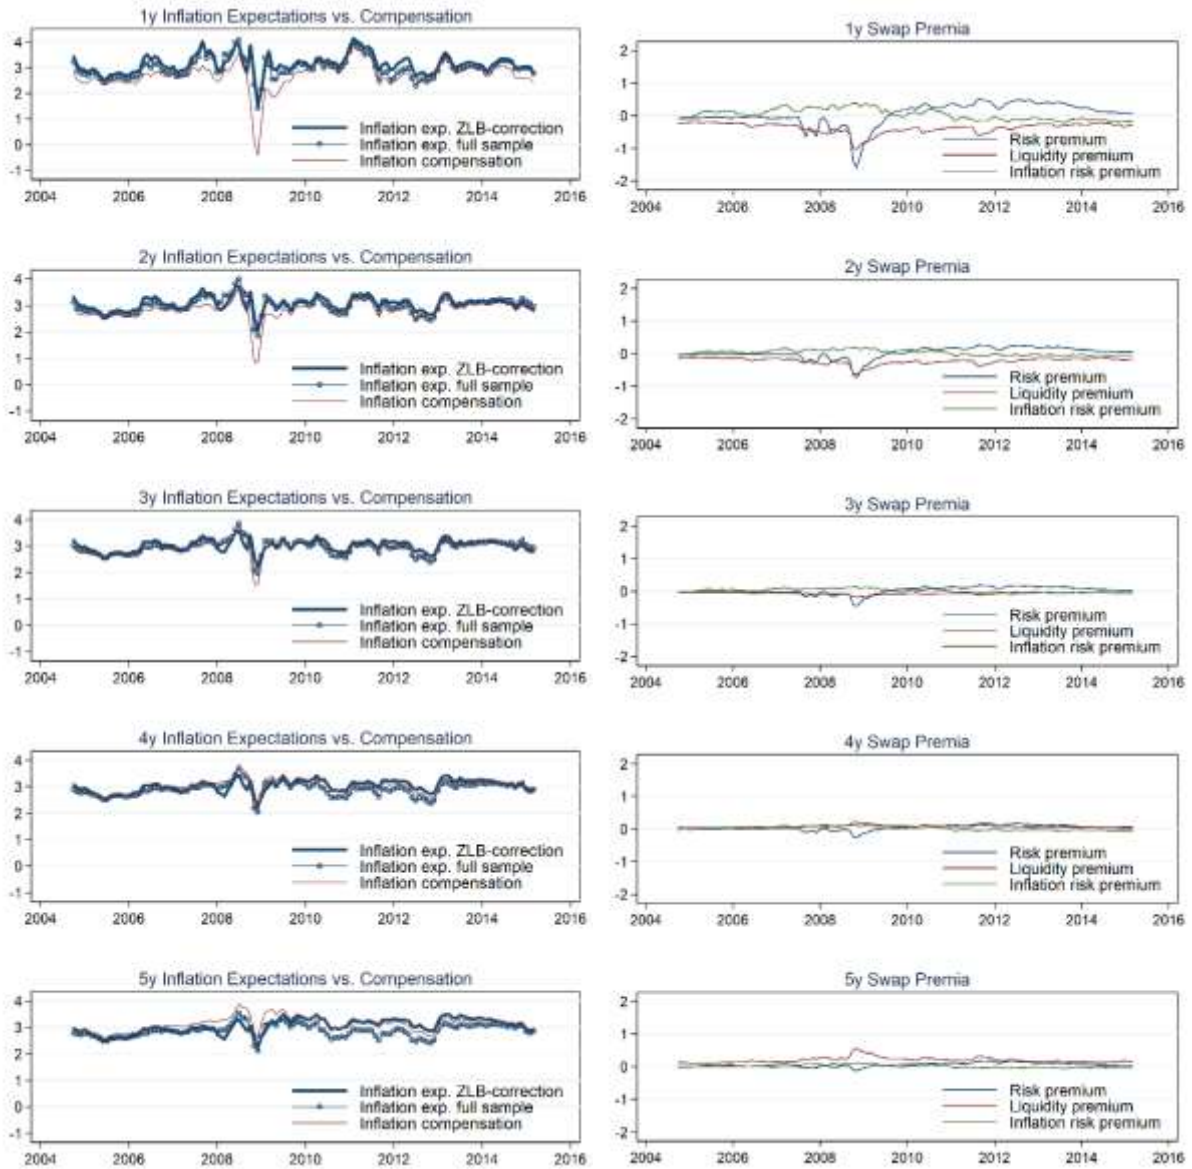 1y Inflation Expectations vs. Compensation
4
3
2
1
0
-1
Inflation exp. ZLB-correction
Inflation exp. full sample
Inflation compensation
2004 2006 2008 2010 2012 2014 2016
1y Swap Premia
2
1
0
-1
-2
Risk premium
Liquidity premium
Inflation risk premium
2004 2006 2008 2010 2012 2014 2016
2y Inflation Expectations vs. Compensation
4
3
2
1
0
-1
Inflation exp. ZLB-correction
Inflation exp. full sample
Inflation compensation
2004 2006 2008 2010 2012 2014 2016
2y Swap Premia
2
1
0
-1
-2
Risk premium
Liquidity premium
Inflation risk premium
2004 2006 2008 2010 2012 2014 2016
3y Inflation Expectations vs. Compensation
4
3
2
1
0
-1
Inflation exp. ZLB-correction
Inflation exp. full sample
Inflation compensation
2004 2006 2008 2010 2012 2014 2016
3y Swap Premia
2
1
0
-1
-2
Risk premium
Liquidity premium
Inflation risk premium
2004 2006 2008 2010 2012 2014 2016
4y Inflation Expectations vs. Compensation
4
3
2
1
0
-1
Inflation exp. ZLB-correction
Inflation exp. full sample
Inflation compensation
2004 2006 2008 2010 2012 2014 2016
4y Swap Premia
2
1
0
-1
-2
Risk premium
Liquidity premium
Inflation risk premium
2004 2006 2008 2010 2012 2014 2016
5y Inflation Expectations vs. Compensation
4
3
2
1
0
-1
Inflation exp. ZLB-correction
Inflation exp. full sample
Inflation compensation
2004 2006 2008 2010 2012 2014 2016
5y Swap Premia
2
1
0
-1
-2
Risk premium
Liquidity premium
Inflation risk premium
2004 2006 2008 2010 2012 2014 2016